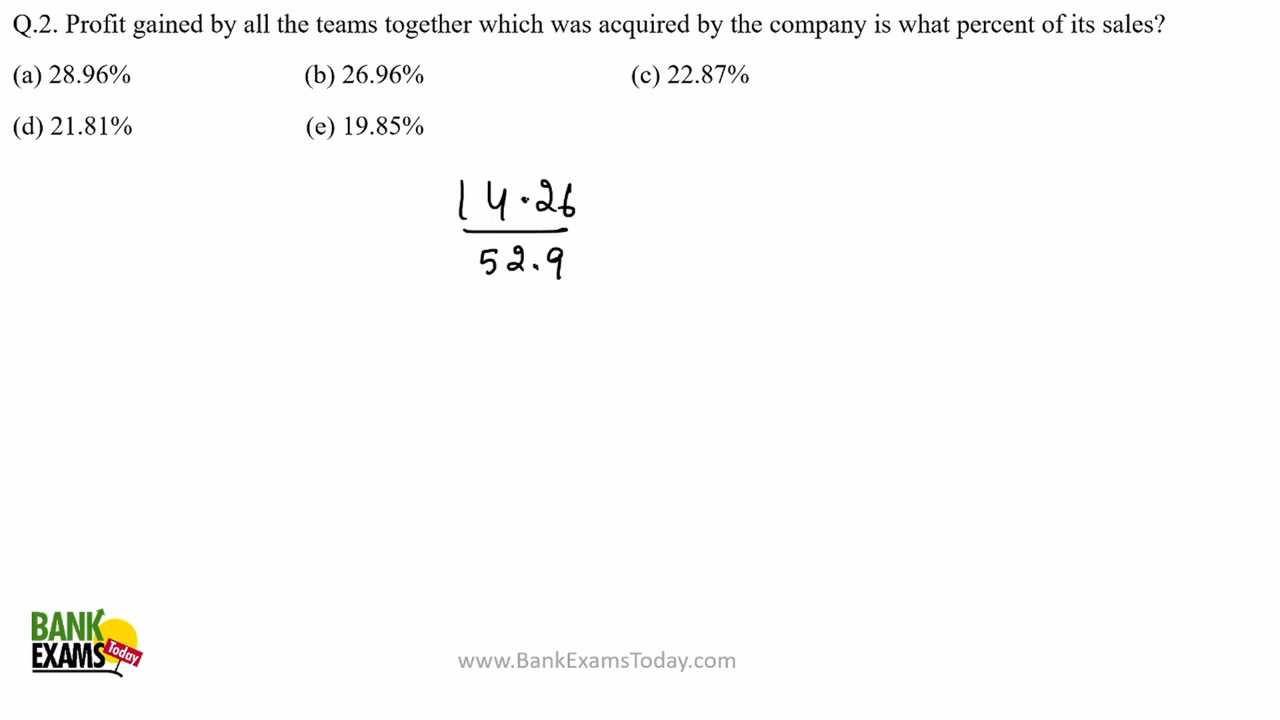 Q.2. Profit gained by all the teams together which was acquired by the company is what percent of its sales?
(a) 28.96% (b) 26.96% (c) 22.87%
(d) 21.81% (e) 19.85%
14.26
52.9
BANK
EXAMS Today
www.BankExamsToday.com